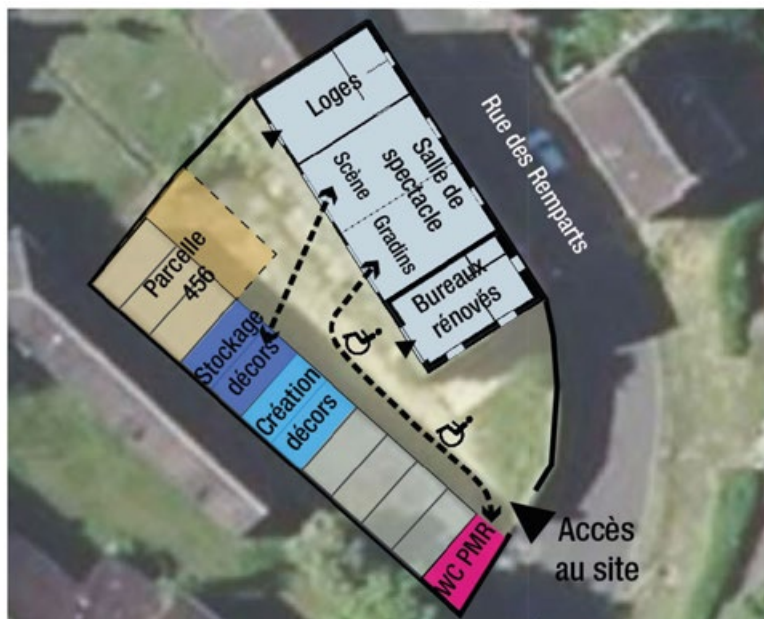 Loges
Scène
Salle de
spectacle
Gradins
Rue des Remparts
Parcelle
456
Bureaux
rénovés
Stockage
décors
Création
décors
WC PMR
Accès
au site